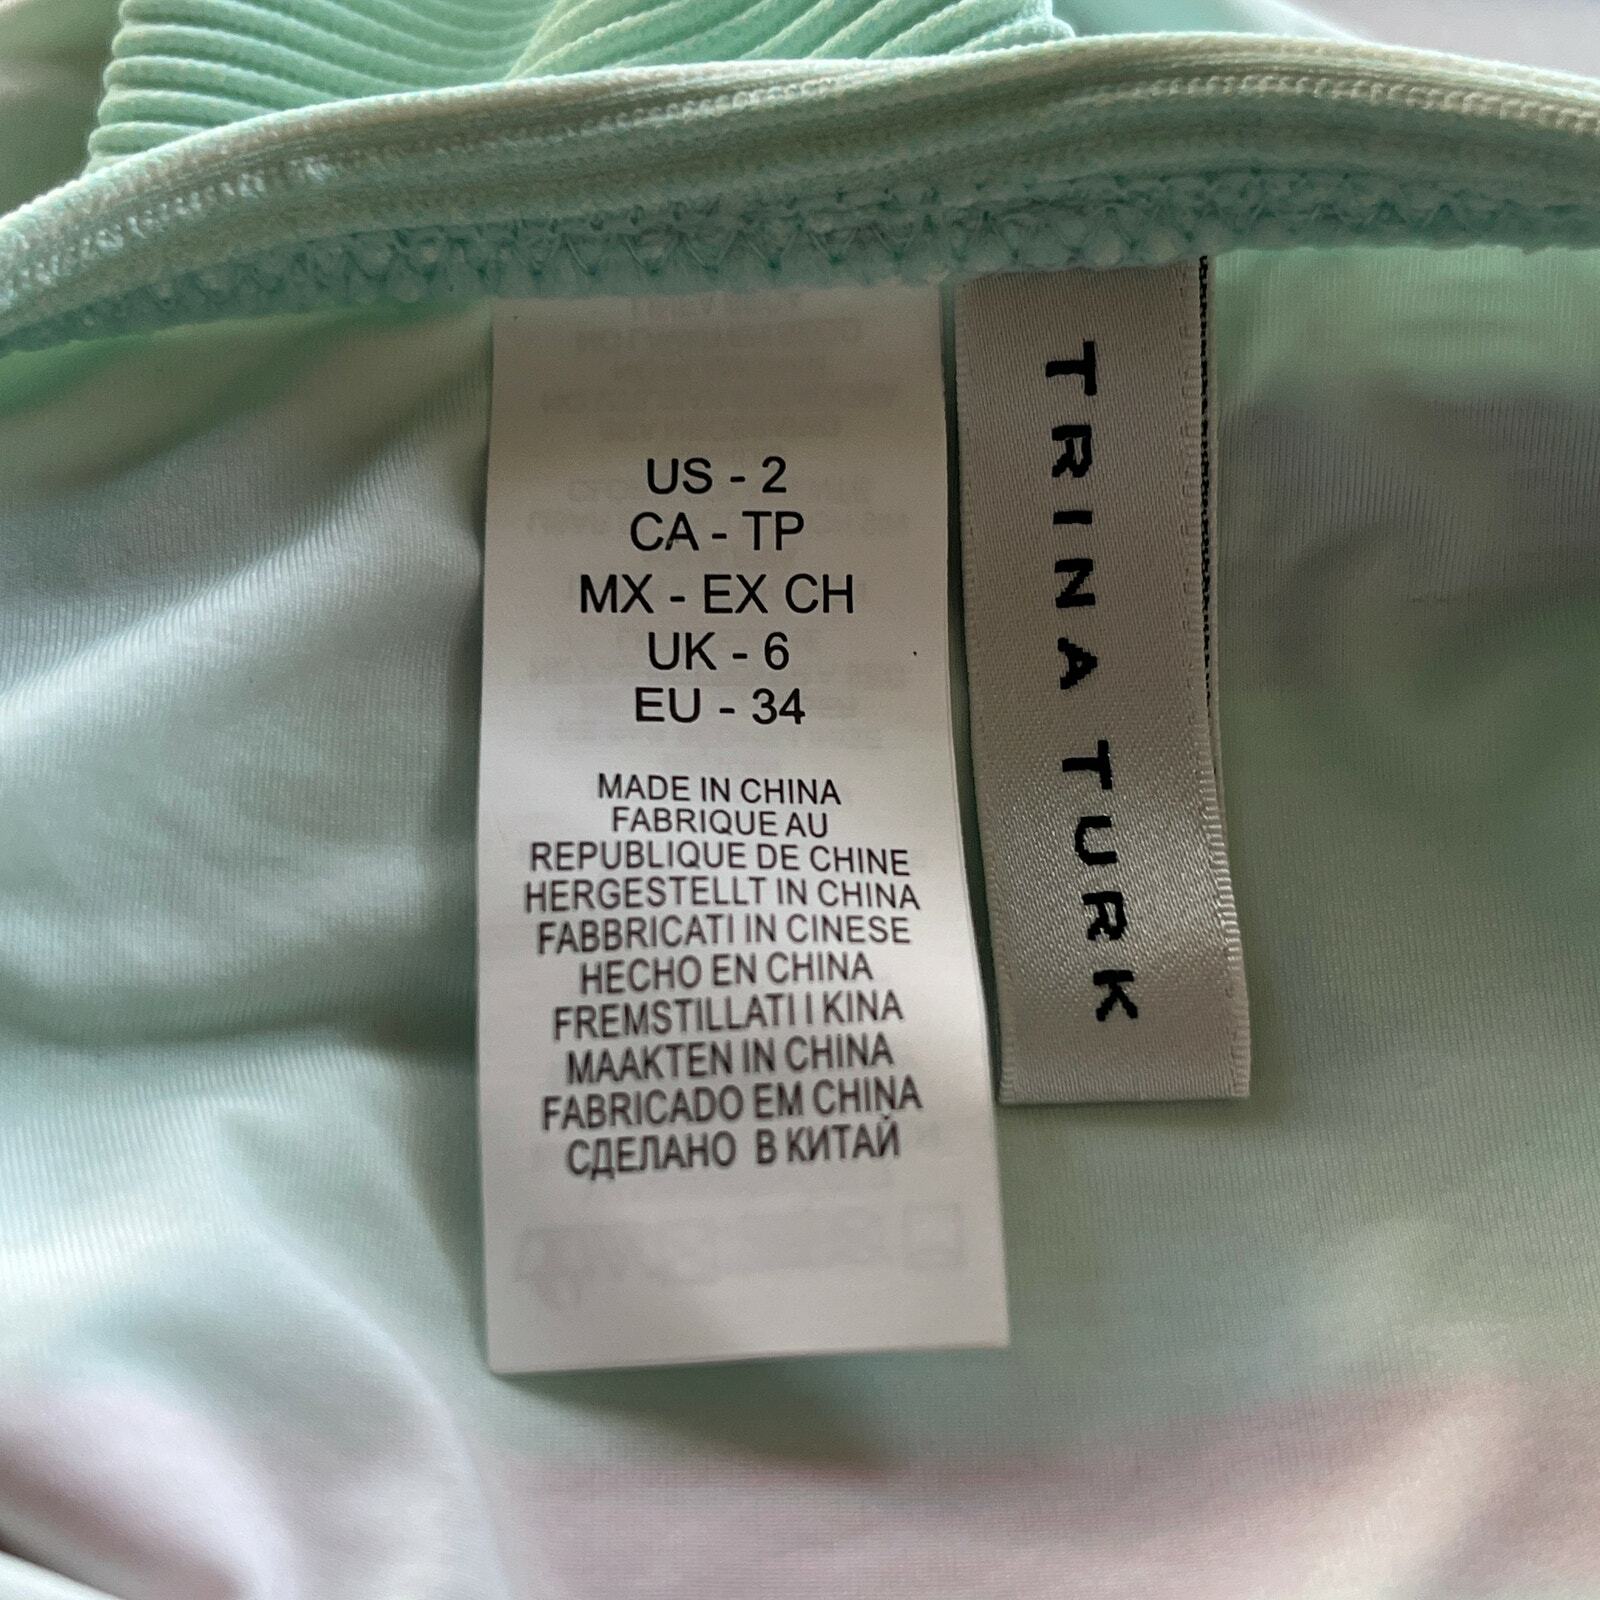 US - 2
CA - TP
MX - EX CH
UK - 6
EU - 34
MADE IN CHINA
FABRIQUE AU
REPUBLIQUE DE CHINE
HERGESTELLT IN CHINA
FABBRICATI IN CINESE
HECHO EN CHINA
FREMSTILLATI I KINA
MAAKTEN IN CHINA
FABRICADO EM CHINA
СДЕЛАНО В КИТАЙ
TRINA TURK